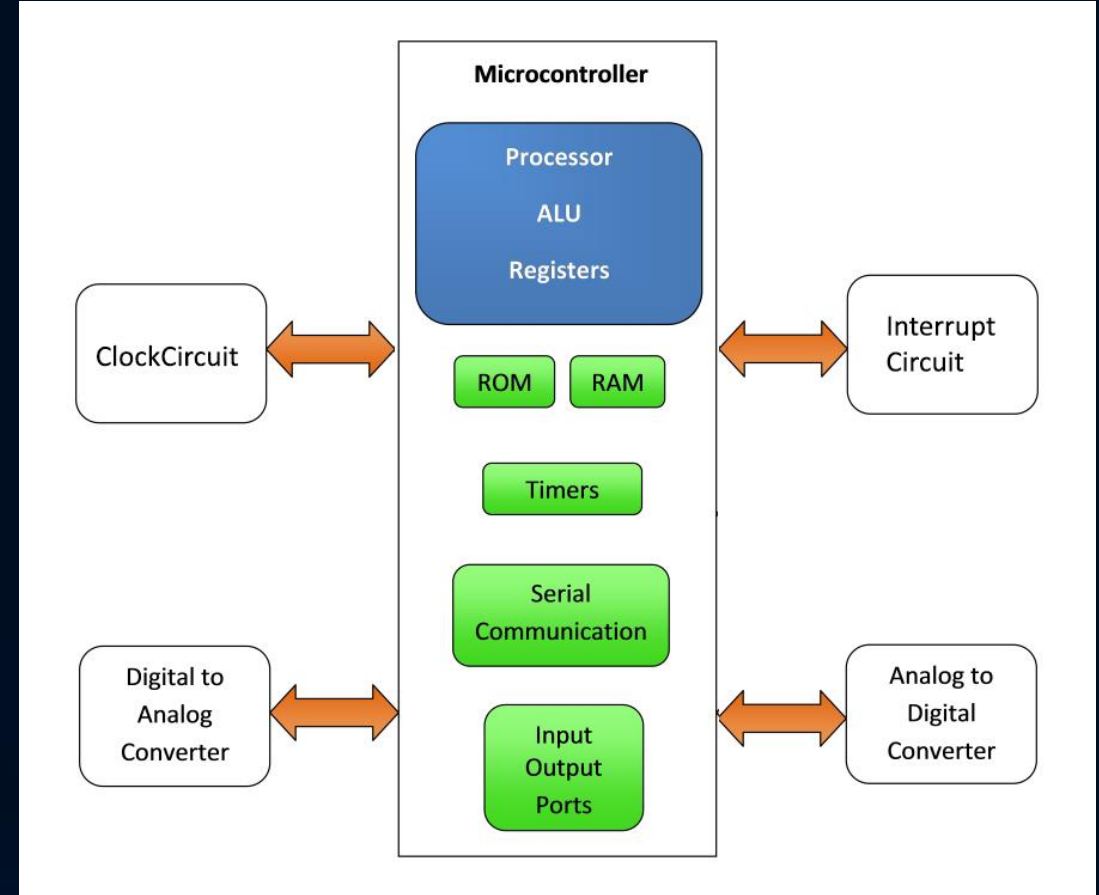 Microcontroller
Processor
ALU
Registers
ClockCircuit
Interrupt
Circuit
ROM
RAM
Timers
Serial
Communication
Digital to
Analog
Converter
Analog to
Digital
Converter
Input
Output
Ports